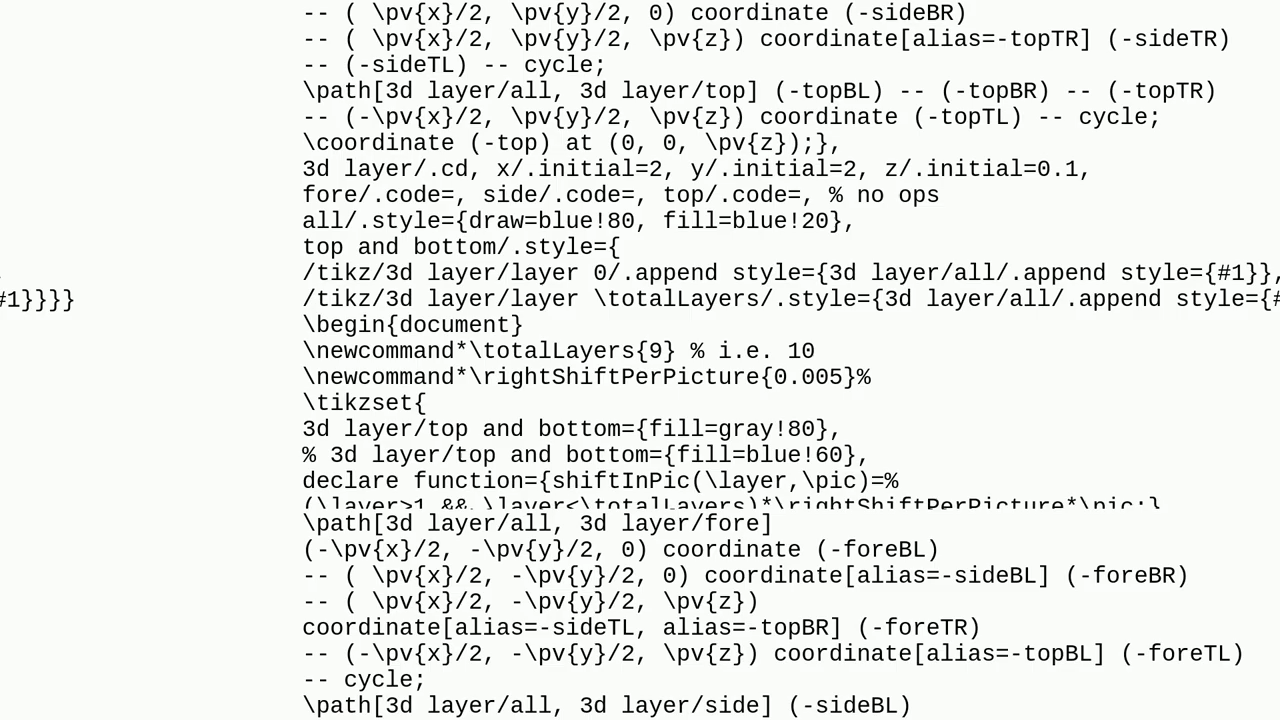 -- ( \pv{x}/2, \pv{y}/2, 0) coordinate (-sideBR)
-- ( \pv{x}/2, \pv{y}/2, \pv{z}) coordinate[alias=-topTR] (-sideTR)
-- (-sideTL) -- cycle;
\path[3d layer/all, 3d layer/top] (-topBL) -- (-topBR) -- (-topTR)
-- (-\pv{x}/2, \pv{y}/2, \pv{z}) coordinate (-topTL) -- cycle;
\coordinate (-top) at (0, 0, \pv{z});},
3d layer/.cd, x/.initial=2, y/.initial=2, z/.initial=0.1,
fore/.code=, side/.code=, top/.code=, % no ops
all/.style={draw=blue!80, fill=blue!20},
top and bottom/.style={
/tikz/3d layer/layer 0/.append style={3d layer/all/.append style={#1}},
#1}}}} /tikz/3d layer/layer \totalLayers/.style={3d layer/all/.append style={#
\begin{document}
\newcommand*\totalLayers{9} % i.e. 10
\newcommand*\rightShiftPerPicture{0.005}%
\tikzset{
3d layer/top and bottom={fill=gray!80},
% 3d layer/top and bottom={fill=blue!60},
declare function={shiftInPic(\layer,\pic)=%
(\layer>1 && \layer<\totalLayers)*\rightShiftPerPicture*\pic;}
\path[3d layer/all, 3d layer/fore]
(-\pv{x}/2, -\pv{y}/2, 0) coordinate (-foreBL)
-- ( \pv{x}/2, -\pv{y}/2, 0) coordinate[alias=-sideBL] (-foreBR)
-- ( \pv{x}/2, -\pv{y}/2, \pv{z})
coordinate[alias=-sideTL, alias=-topBR] (-foreTR)
-- (-\pv{x}/2, -\pv{y}/2, \pv{z}) coordinate[alias=-topBL] (-foreTL)
-- cycle;
\path[3d layer/all, 3d layer/side] (-sideBL)